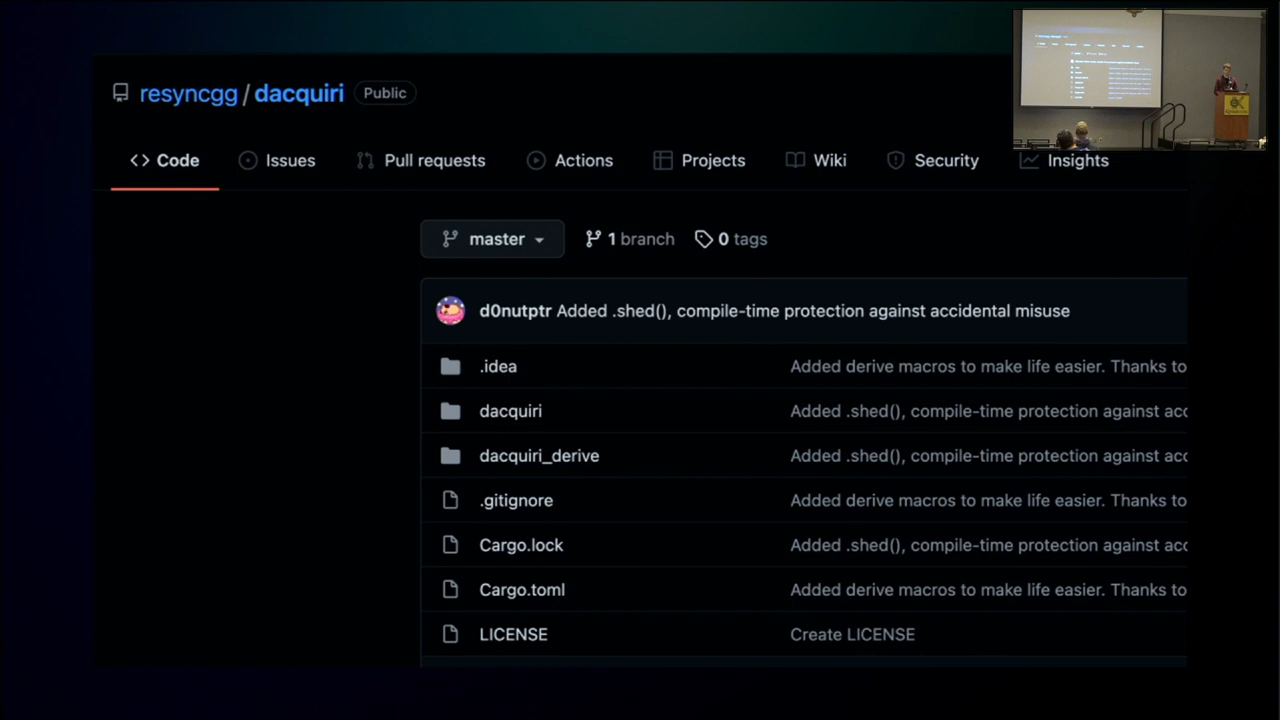 resyncgg / dacquiri Public
Code Issues Pull requests Actions Projects Wiki Security Insights
master 1 branch 0 tags
d0nutptr Added .shed(), compile-time protection against accidental misuse
.idea Added derive macros to make life easier. Thanks to
dacquiri Added .shed(), compile-time protection against acc
dacquiri_derive Added .shed(), compile-time protection against acc
.gitignore Added derive macros to make life easier. Thanks to
Cargo.lock Added .shed(), compile-time protection against acc
Cargo.toml Added derive macros to make life easier. Thanks to
LICENSE Create LICENSE